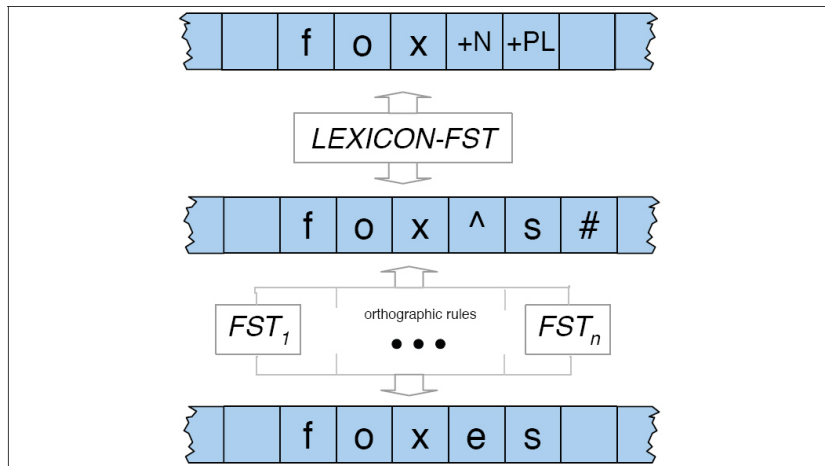 f o x +N +PL
LEXICON-FST
f o x ^ s #
orthographic rules
FST1 FSTn
f o x e s